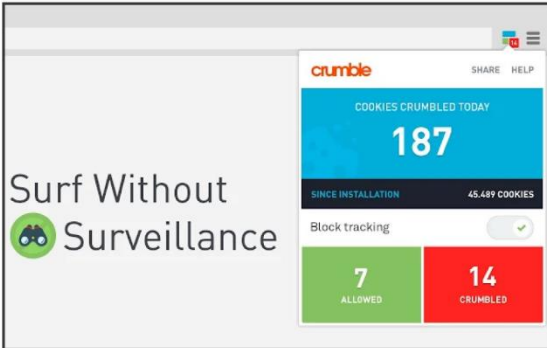 14
crumble SHARE HELP
COOKIES CRUMBLED TODAY
187
SINCE INSTALLATION 45.489 COOKIES
Block tracking
7 14
ALLOWED CRUMBLED
Surf Without
Surveillance